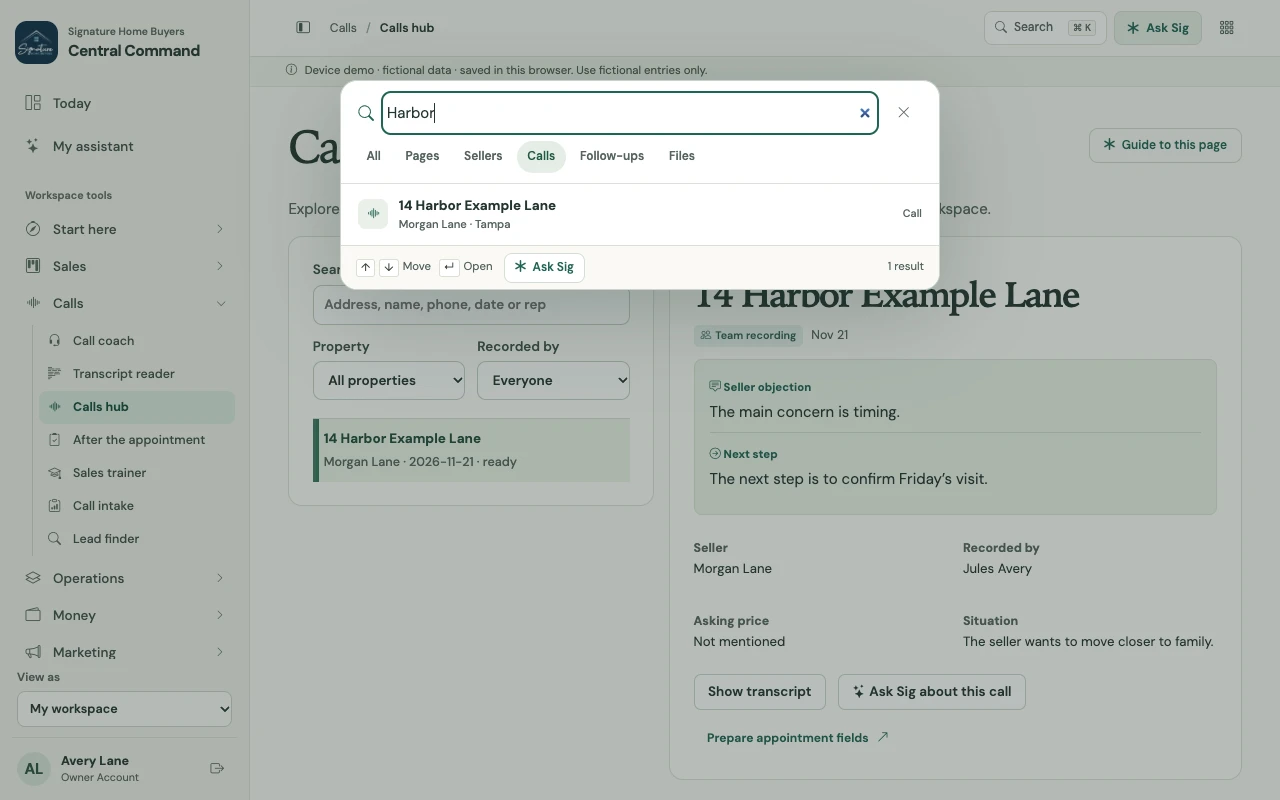 Signature Home Buyers
Central Command
Calls / Calls hub
Search ⌘ K
Ask Sig
Device demo · fictional data · saved in this browser. Use fictional entries only.
Today
My assistant
Workspace tools
Start here
Sales
Calls
Call coach
Transcript reader
Calls hub
After the appointment
Sales trainer
Call intake
Lead finder
Operations
Money
Marketing
View as
My workspace
AL
Avery Lane
Owner Account
Harbor
All Pages Sellers Calls Follow-ups Files
14 Harbor Example Lane
Morgan Lane · Tampa
Call
Move Open Ask Sig 1 result
Guide to this page
Explore
Address, name, phone, date or rep
Property
Recorded by
All properties
Everyone
14 Harbor Example Lane
Morgan Lane · 2026-11-21 · ready
14 Harbor Example Lane
Team recording Nov 21
Seller objection
The main concern is timing.
Next step
The next step is to confirm Friday’s visit.
Seller
Morgan Lane
Recorded by
Jules Avery
Asking price
Not mentioned
Situation
The seller wants to move closer to family.
Show transcript
Ask Sig about this call
Prepare appointment fields